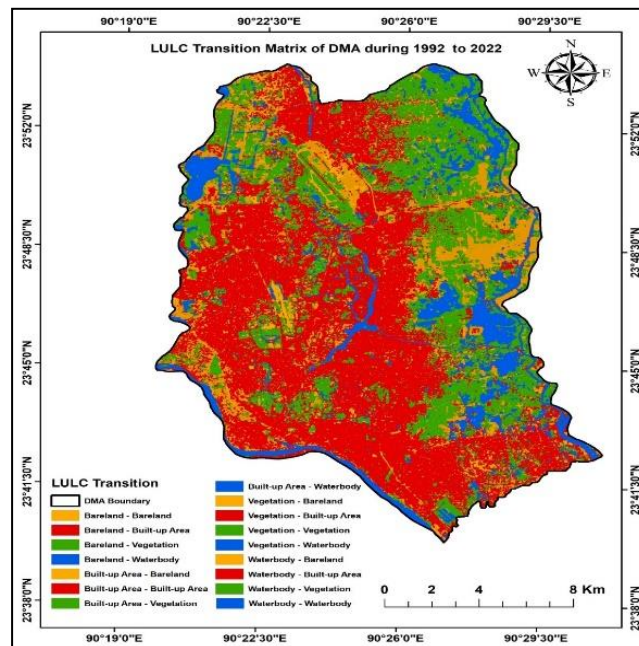 90°19'0"E 90°22'30"E 90°26'0"E 90°29'30"E
LULC Transition Matrix of DMA during 1992 to 2022
N
W E
S
23°52'0"N 23°52'0"N
23°48'30"N 23°48'30"N
23°45'0"N 23°45'0"N
23°41'30"N 23°41'30"N
23°38'0"N 23°38'0"N
LULC Transition
DMA Boundary
Bareland - Bareland
Bareland - Built-up Area
Bareland - Vegetation
Bareland - Waterbody
Built-up Area - Bareland
Built-up Area - Built-up Area
Built-up Area - Vegetation
Built-up Area - Waterbody
Vegetation - Bareland
Vegetation - Built-up Area
Vegetation - Vegetation
Vegetation - Waterbody
Waterbody - Bareland
Waterbody - Built-up Area
Waterbody - Vegetation
Waterbody - Waterbody
0 2 4 8 Km
90°19'0"E 90°22'30"E 90°26'0"E 90°29'30"E